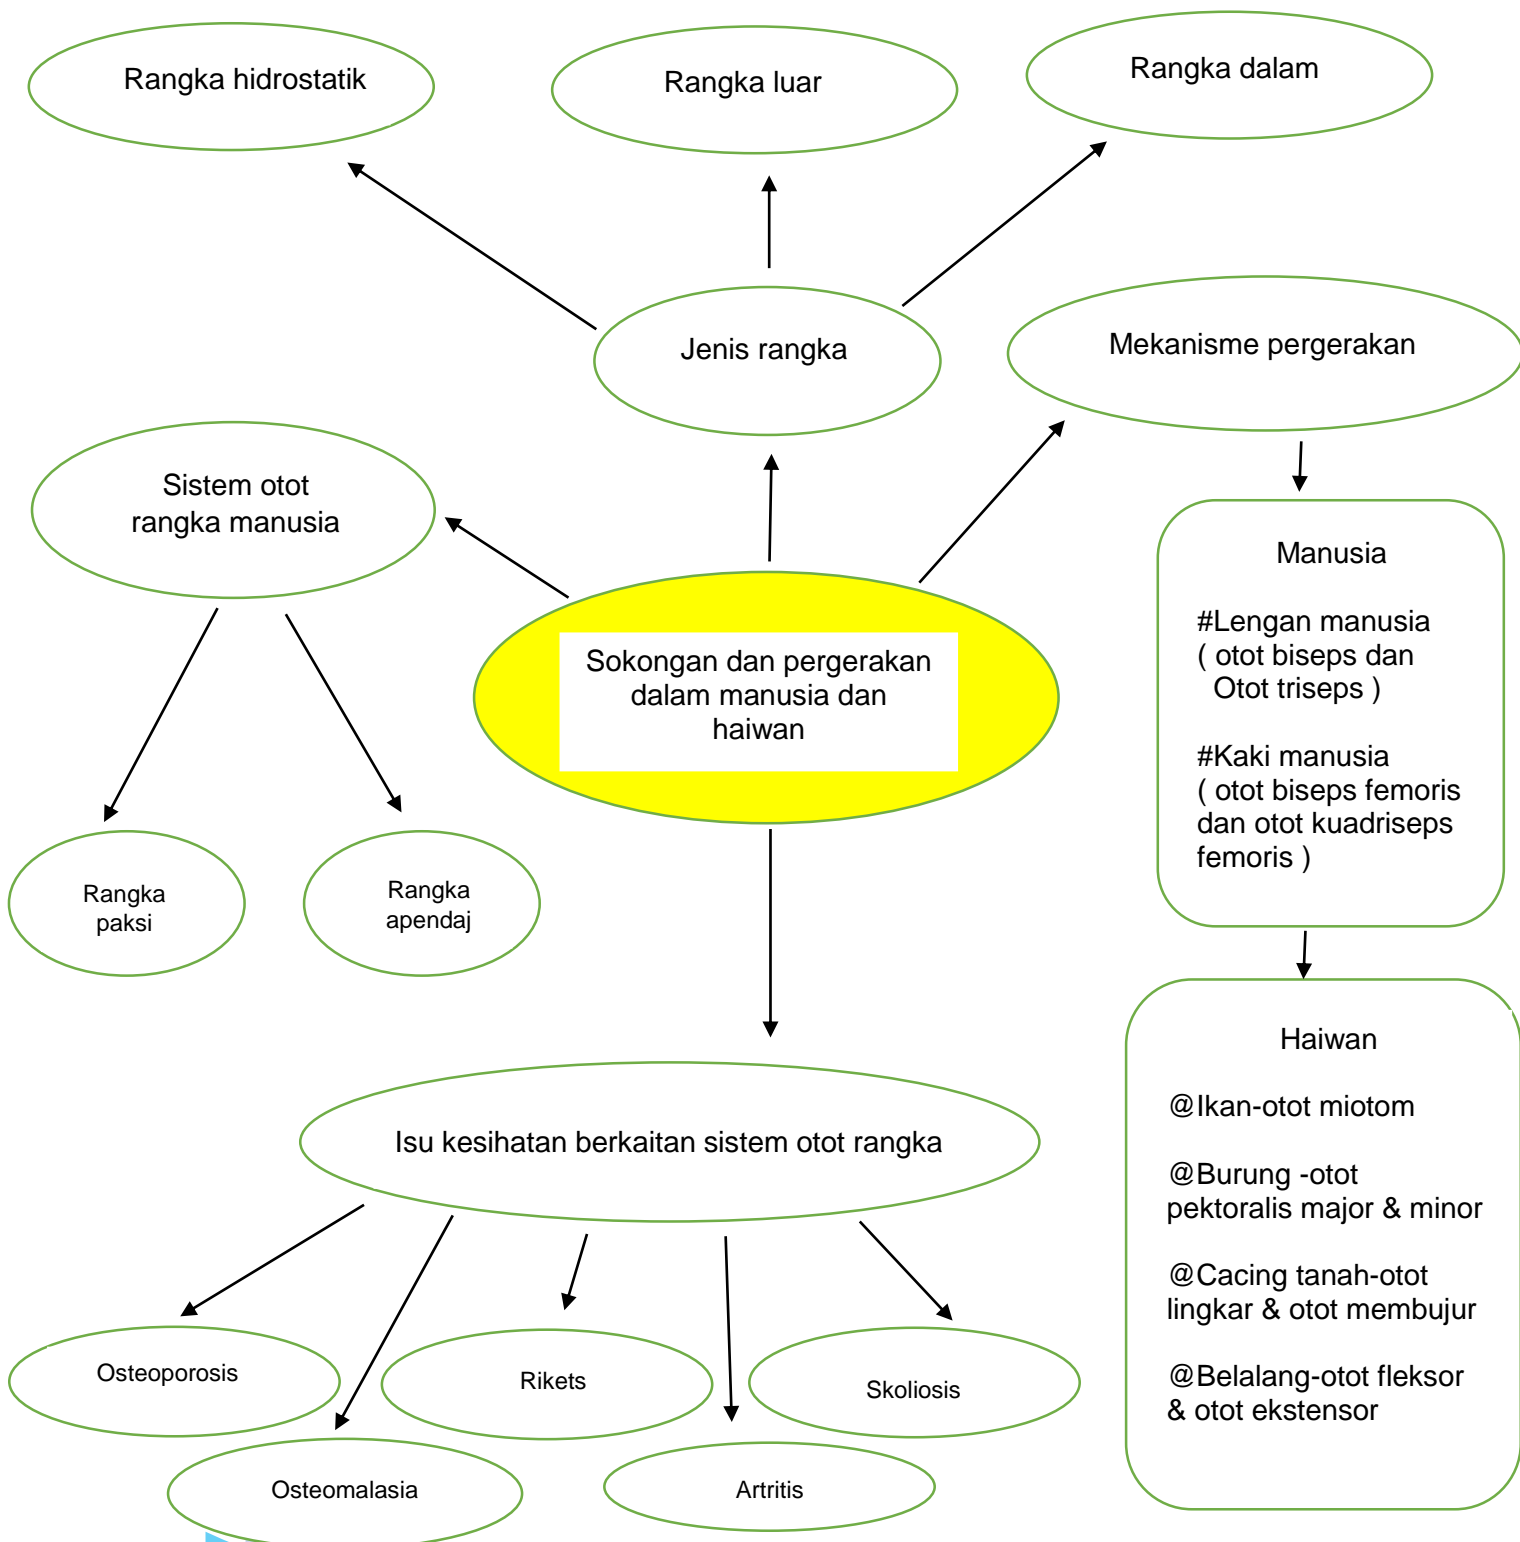 Rangka hidrostatik
Rangka luar
Rangka dalam
Jenis rangka
Mekanisme pergerakan
Sistem otot
rangka manusia
Sokongan dan pergerakan
dalam manusia dan
haiwan
Manusia
#Lengan manusia
( otot biseps dan
Otot triseps )
#Kaki manusia
( otot biseps femoris
dan otot kuadriseps
femoris )
Rangka
paksi
Rangka
apendaj
Haiwan
@Ikan-otot miotom
@Burung -otot
pektoralis major & minor
@Cacing tanah-otot
lingkar & otot membujur
@Belalang-otot fleksor
& otot ekstensor
Isu kesihatan berkaitan sistem otot rangka
Osteoporosis
Rikets
Skoliosis
Osteomalasia
Artritis